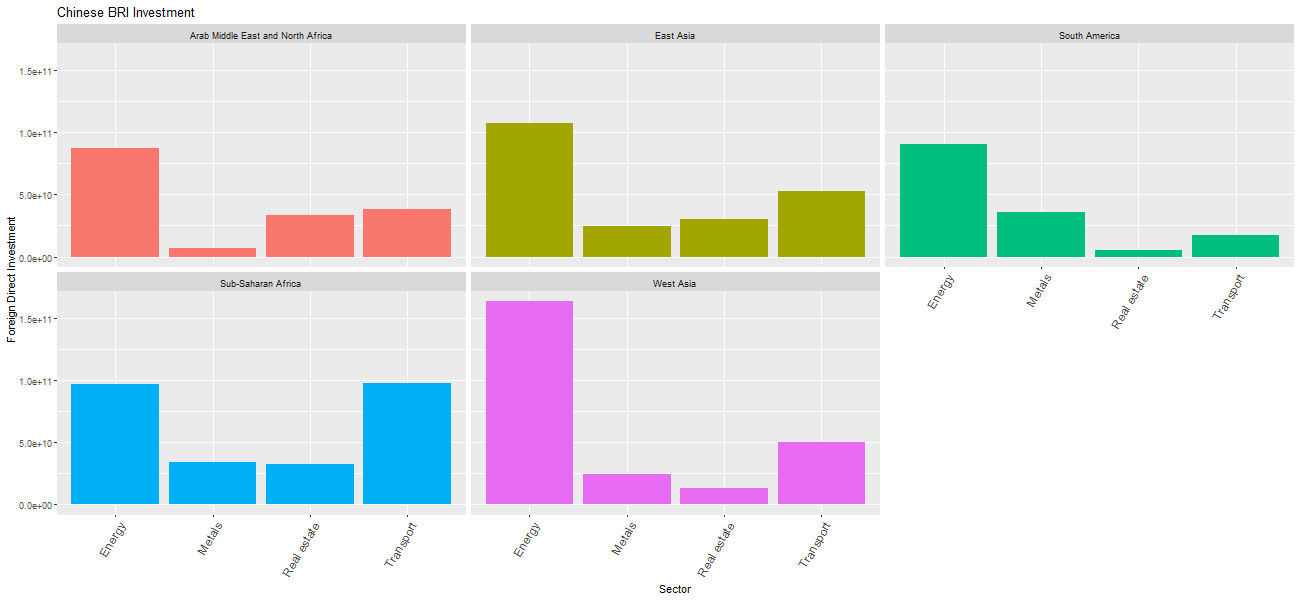 Chinese BRI Investment
Arab Middle East and North Africa
East Asia
South America
1.5e+11
1.0e+11
5.0e+10
0.0e+00
Energy
Metals
Real estate
Transport
Foreign Direct Investment
Sub-Saharan Africa
West Asia
1.5e+11
1.0e+11
5.0e+10
0.0e+00
Energy
Metals
Real estate
Transport
Energy
Metals
Real estate
Transport
Sector